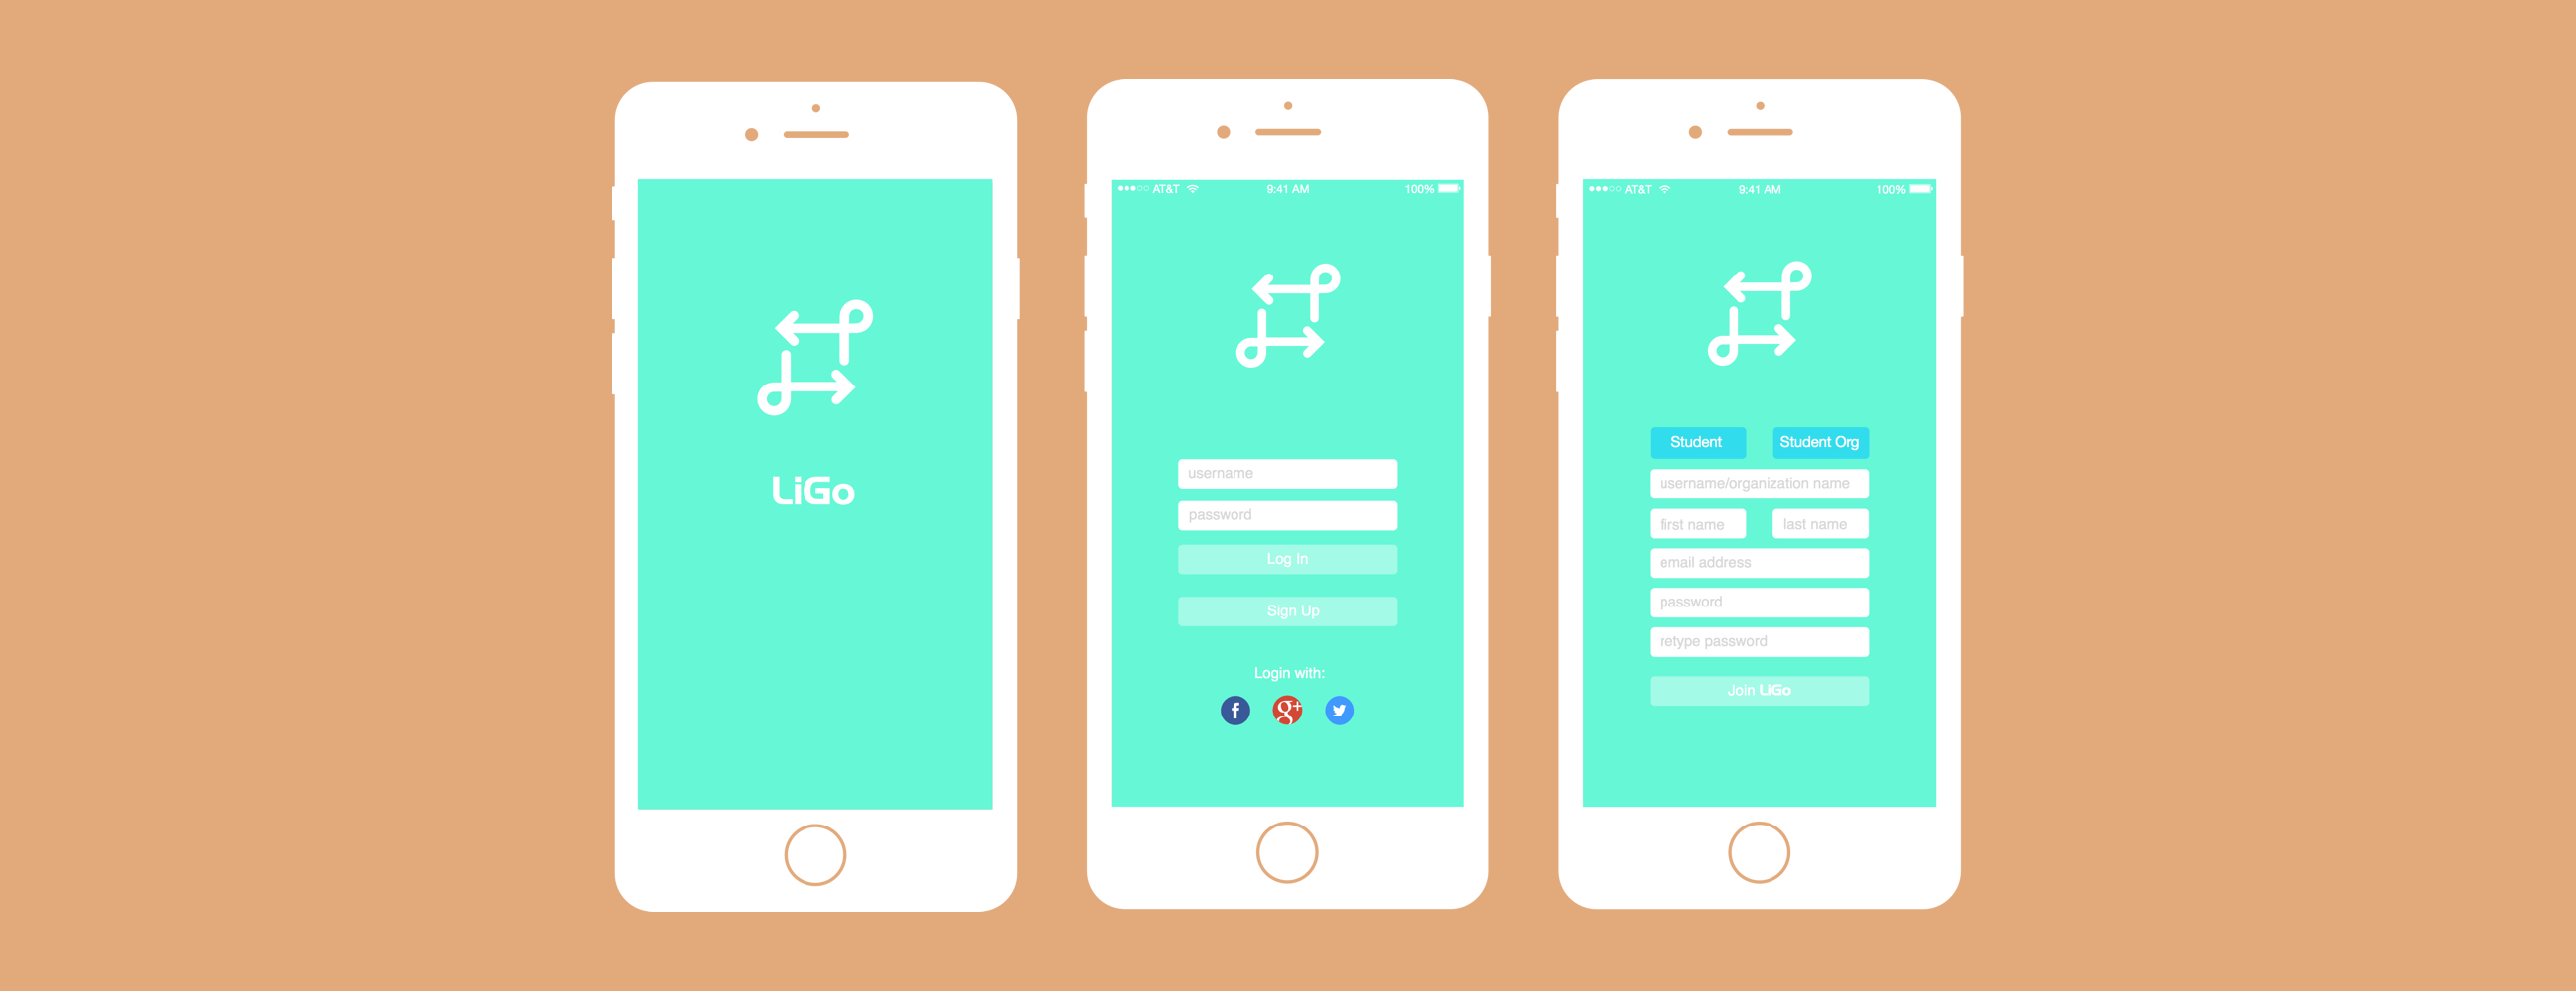 LiGo
AT&T 9:41 AM 100%
username
password
Log In
Sign Up
Login with:
f g+
AT&T 9:41 AM 100%
Student Student Org
username/organization name
first name last name
email address
password
retype password
Join LiGo